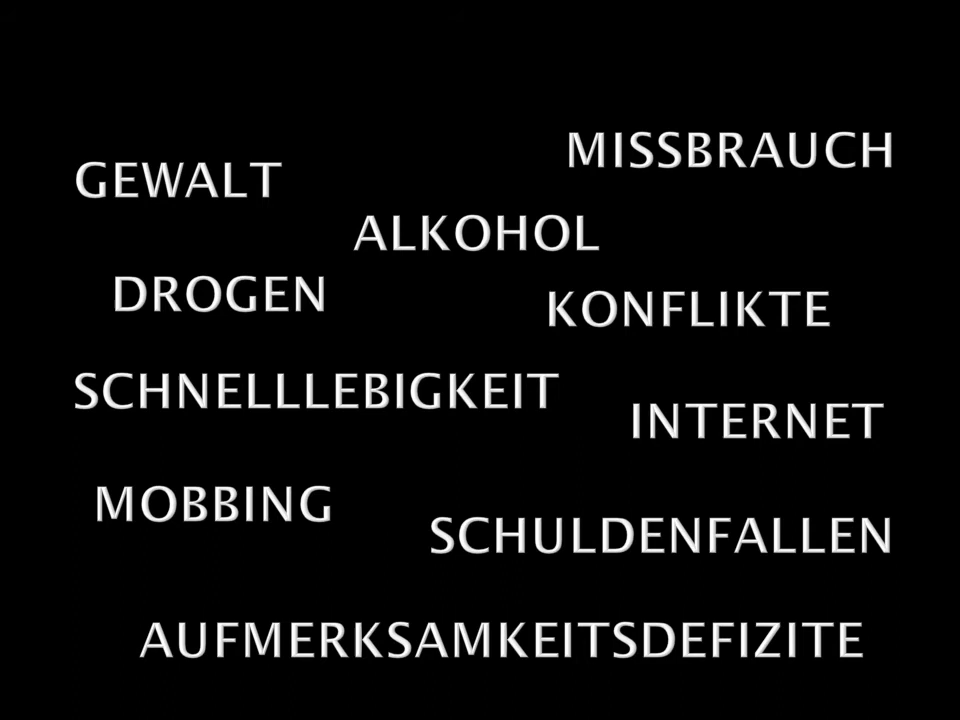 MISSBRAUCH
GEWALT
ALKOHOL
DROGEN
KONFLIKTE
SCHNELLLEBIGKEIT
INTERNET
MOBBING
SCHULDENFALLEN
AUFMERKSAMKEITSDEFIZITE